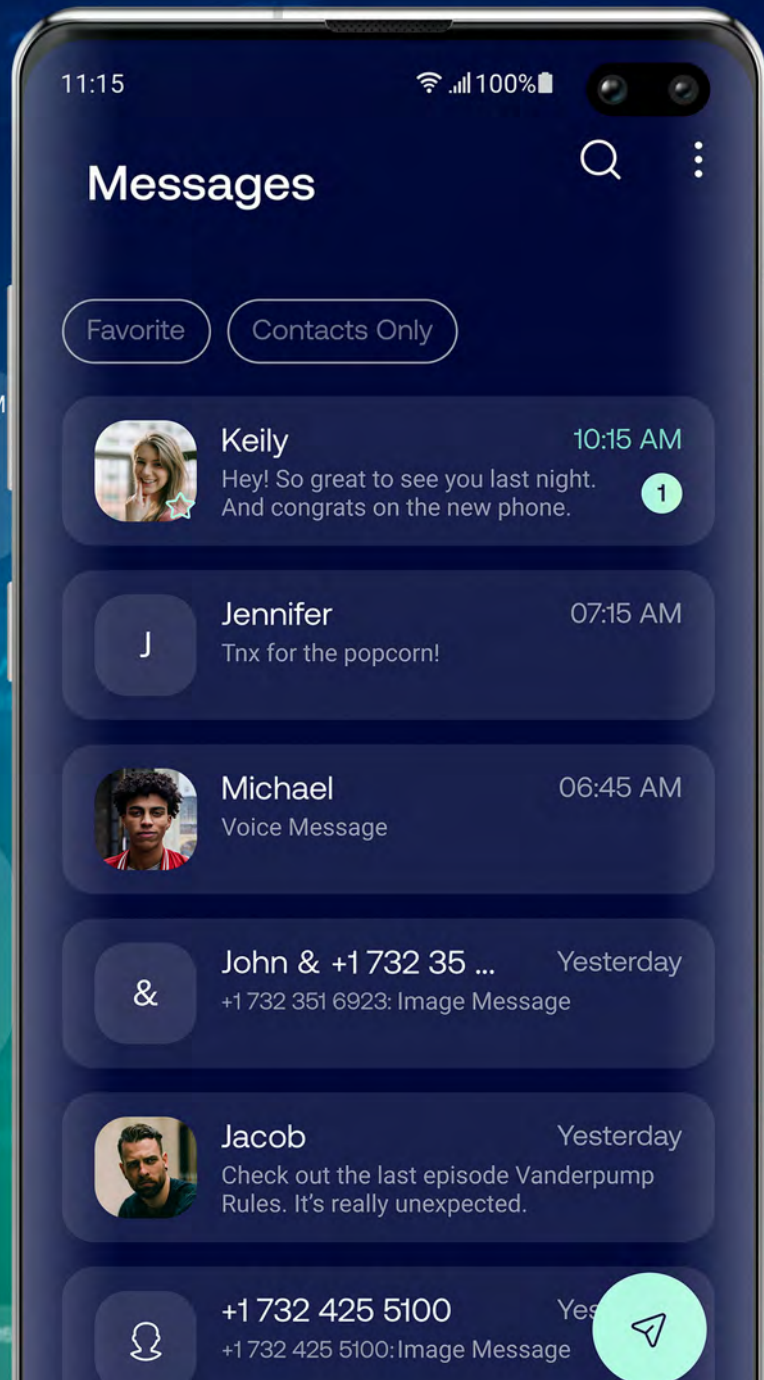 11:15
100%
Messages
Favorite
Contacts Only
Keily
10:15 AM
Hey! So great to see you last night.
And congrats on the new phone.
1
J
Jennifer
07:15 AM
Tnx for the popcorn!
Michael
06:45 AM
Voice Message
&
John & +1 732 35 ...
Yesterday
+1 732 351 6923: Image Message
Jacob
Yesterday
Check out the last episode Vanderpump
Rules. It's really unexpected.
+1 732 425 5100
Yes
+1 732 425 5100: Image Message